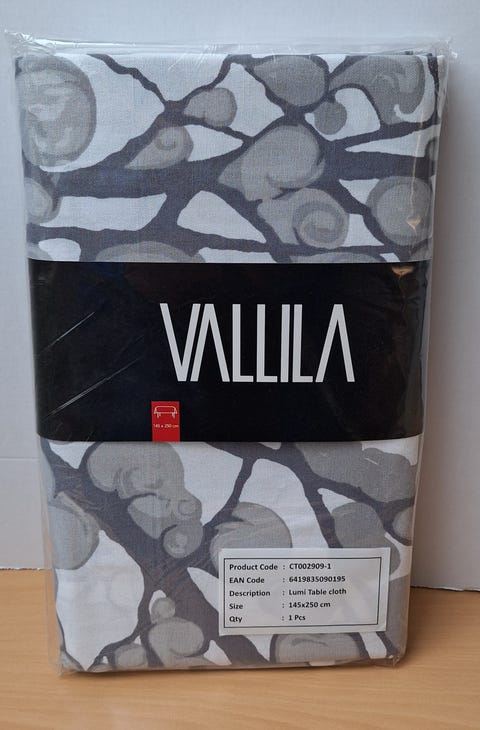 VALLILA
145 x 250 cm
Product Code : CT002909-1
EAN Code : 6419835090195
Description : Lumi Table cloth
Size : 145x250 cm
Qty : 1 Pcs